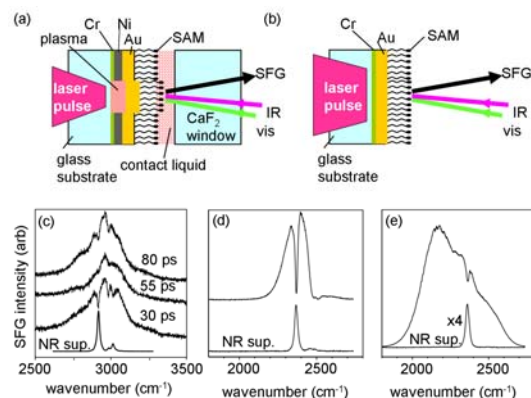 (a)
Cr
Ni
Au
SAM
plasma
SFG
laser
pulse
CaF₂
window
IR
vis
glass
substrate
contact liquid
(b)
Cr
Au
SAM
SFG
laser
pulse
IR
vis
glass
substrate
SFG intensity (arb)
(c)
80 ps
55 ps
30 ps
NR sup.
2500 3000 3500
wavenumber (cm⁻¹)
(d)
NR sup.
2000 2500
wavenumber (cm⁻¹)
(e)
x4
NR sup.
2000 2500
wavenumber (cm⁻¹)